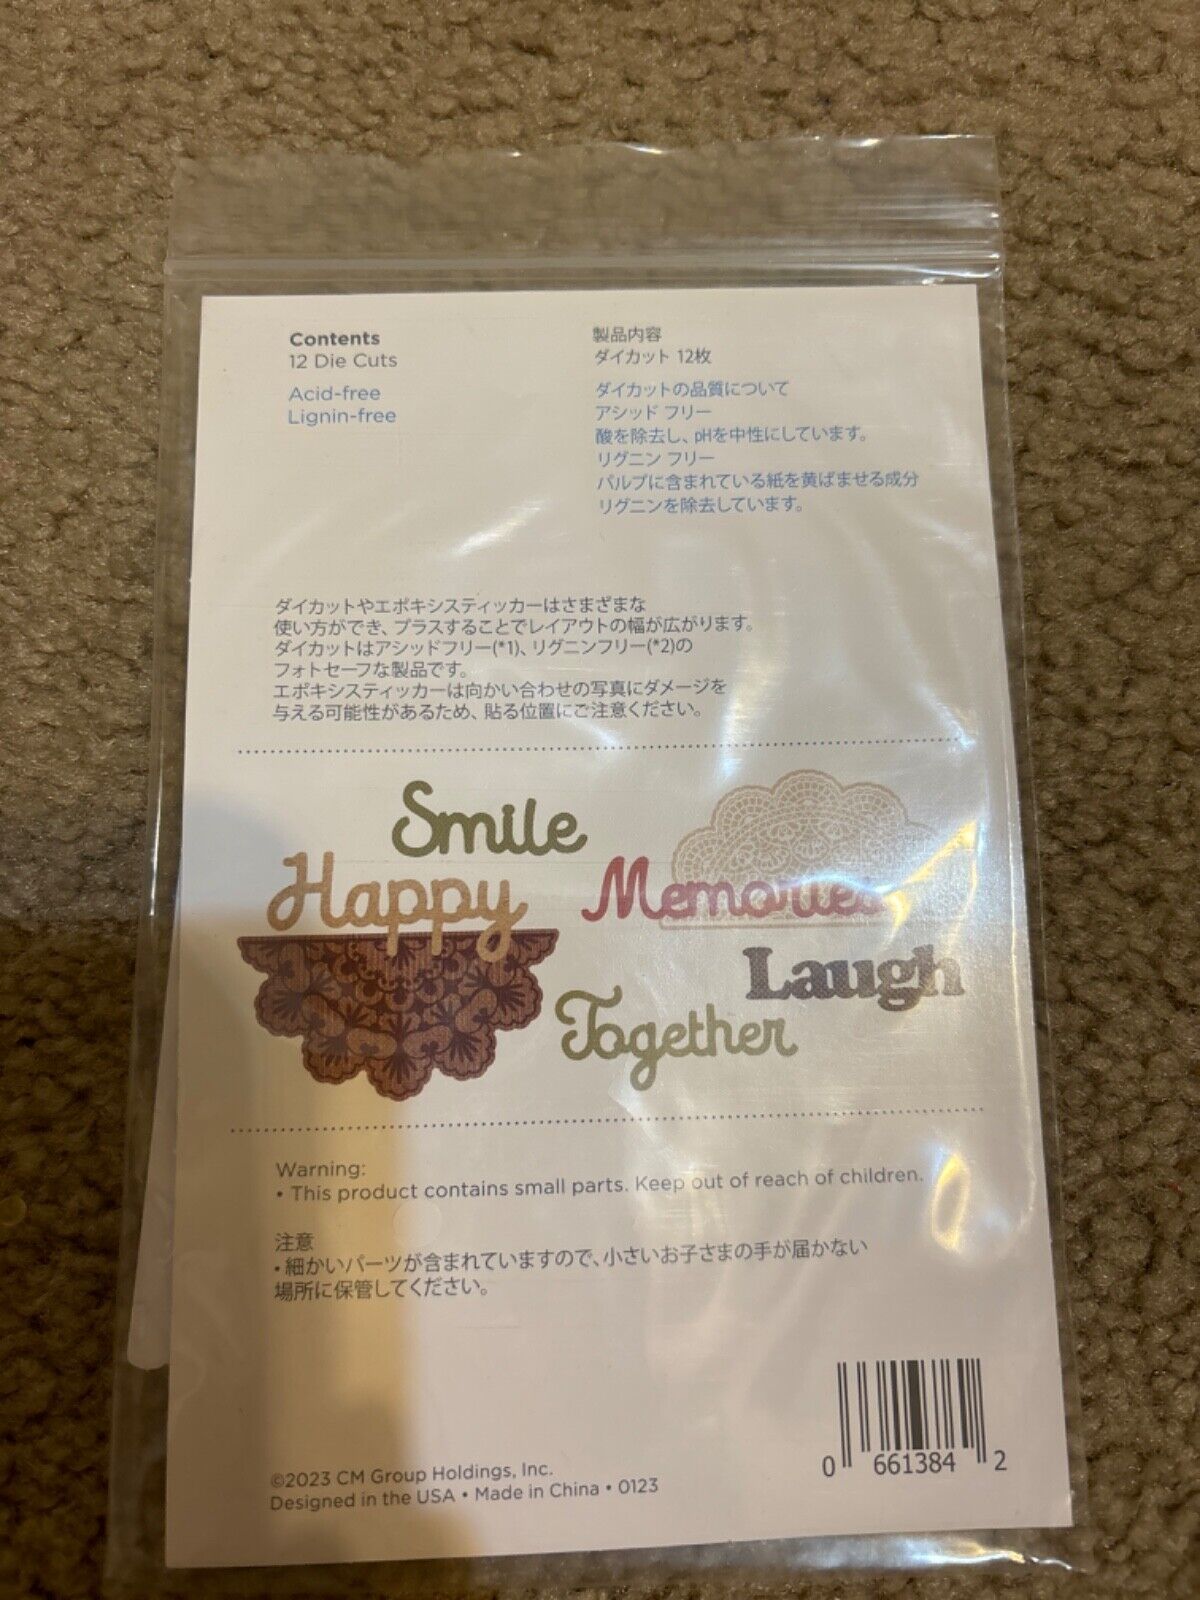 Contents
12 Die Cuts
Acid-free
Lignin-free
製品内容
ダイカット 12枚
ダイカットの品質について
アシッド フリー
酸を除去し、pHを中性にしています。
リグニン フリー
パルプに含まれている紙を黄ばませる成分
リグニンを除去しています。
ダイカットやエポキシスティッカーはさまざまな
使い方ができ、プラスすることでレイアウトの幅が広がります。
ダイカットはアシッドフリー(*1)、リグニンフリー(*2)の
フォトセーフな製品です。
エポキシスティッカーは向かい合わせの写真にダメージを
与える可能性があるため、貼る位置にご注意ください。
Smile
Happy
Memories
Laugh
Together
Warning:
• This product contains small parts. Keep out of reach of children.
注意
• 細かいパーツが含まれていますので、小さいお子さまの手が届かない
場所に保管してください。
0 661384 2
©2023 CM Group Holdings, Inc.
Designed in the USA • Made in China • 0123